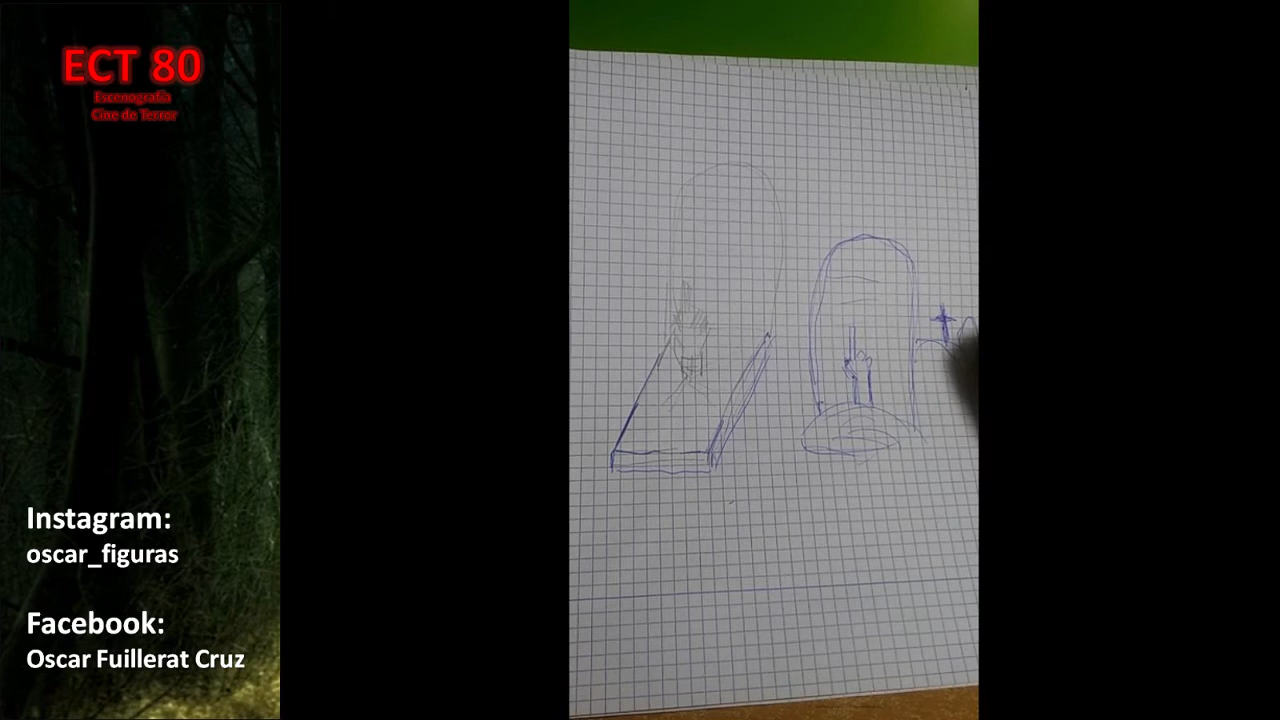 ECT 80
Escenografía
Cine de Terror
Instagram:
oscar_figuras
Facebook:
Oscar Fuillerat Cruz